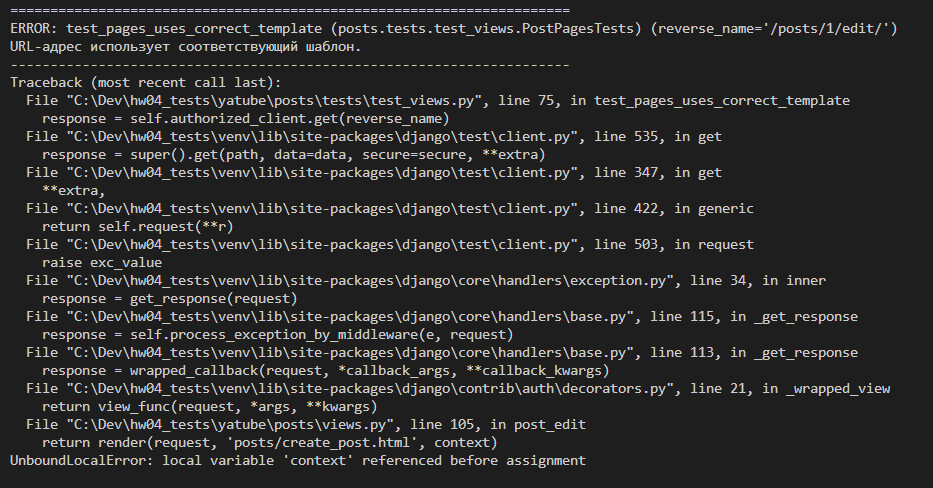 ======================================================================
ERROR: test_pages_uses_correct_template (posts.tests.test_views.PostPagesTests) (reverse_name='/posts/1/edit/')
URL-адрес использует соответствующий шаблон.
----------------------------------------------------------------------
Traceback (most recent call last):
  File "C:\Dev\hw04_tests\yatube\posts\tests\test_views.py", line 75, in test_pages_uses_correct_template
    response = self.authorized_client.get(reverse_name)
  File "C:\Dev\hw04_tests\venv\lib\site-packages\django\test\client.py", line 535, in get
    response = super().get(path, data=data, secure=secure, **extra)
  File "C:\Dev\hw04_tests\venv\lib\site-packages\django\test\client.py", line 347, in get
    **extra,
  File "C:\Dev\hw04_tests\venv\lib\site-packages\django\test\client.py", line 422, in generic
    return self.request(**r)
  File "C:\Dev\hw04_tests\venv\lib\site-packages\django\test\client.py", line 503, in request
    raise exc_value
  File "C:\Dev\hw04_tests\venv\lib\site-packages\django\core\handlers\exception.py", line 34, in inner
    response = get_response(request)
  File "C:\Dev\hw04_tests\venv\lib\site-packages\django\core\handlers\base.py", line 115, in _get_response
    response = self.process_exception_by_middleware(e, request)
  File "C:\Dev\hw04_tests\venv\lib\site-packages\django\core\handlers\base.py", line 113, in _get_response
    response = wrapped_callback(request, *callback_args, **callback_kwargs)
  File "C:\Dev\hw04_tests\venv\lib\site-packages\django\contrib\auth\decorators.py", line 21, in _wrapped_view
    return view_func(request, *args, **kwargs)
  File "C:\Dev\hw04_tests\yatube\posts\views.py", line 105, in post_edit
    return render(request, 'posts/create_post.html', context)
UnboundLocalError: local variable 'context' referenced before assignment